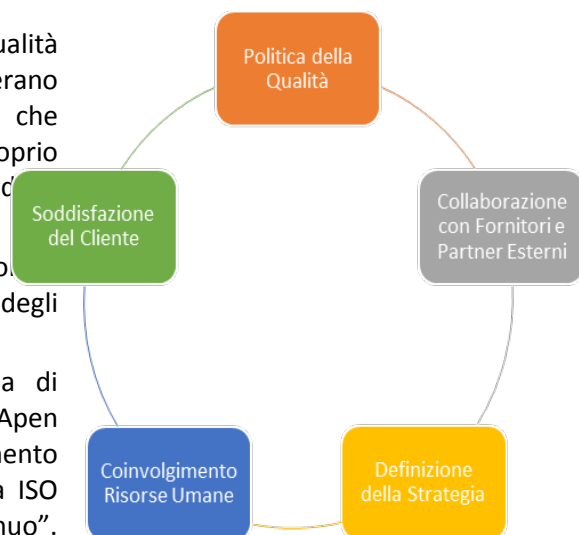 ualità
erano
che
oprio
d
degli
a di
Apen
nento
a ISO
nuo”.
Politica della
Qualità
Collaborazione
con Fornitori e
Partner Esterni
Definizione
della Strategia
Coinvolgimento
Risorse Umane
Soddisfazione
del Cliente